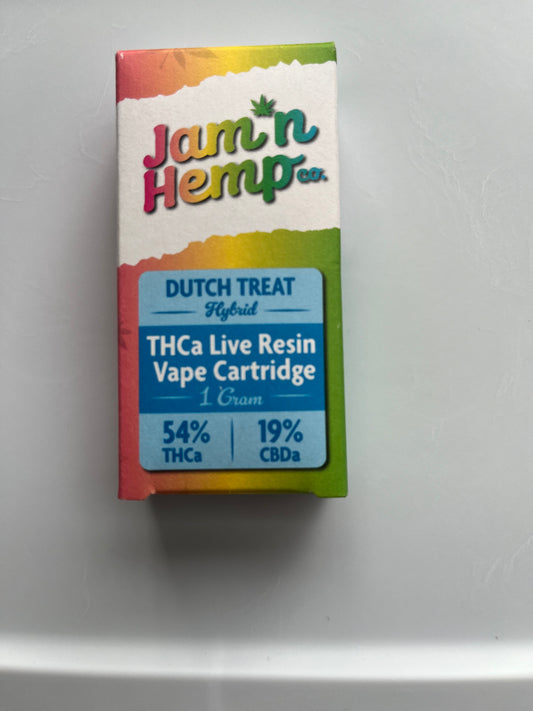 Jam'n
Hemp co.
DUTCH TREAT
Hybrid
THCa Live Resin
Vape Cartridge
1 Gram
54% 19%
THCa CBDa